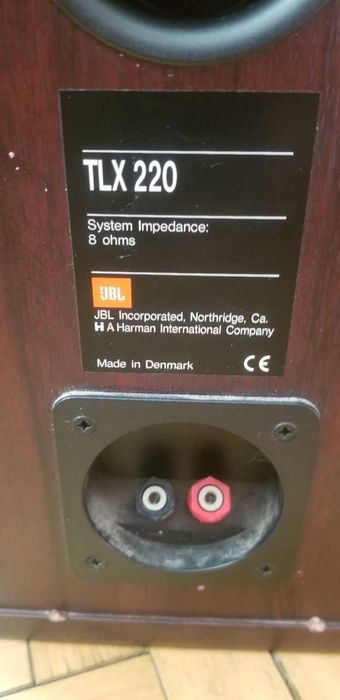 TLX 220
System Impedance:
8 ohms
JBL
JBL Incorporated, Northridge, Ca.
H A Harman International Company
Made in Denmark CE